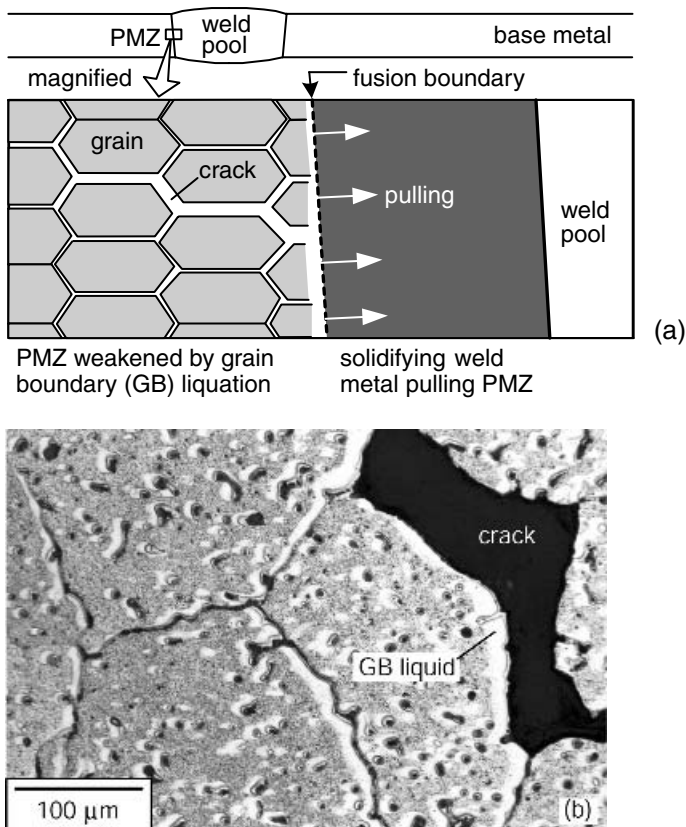 PMZ
weld
pool
base metal
magnified
fusion boundary
grain
crack
pulling
weld
pool
(a)
PMZ weakened by grain
boundary (GB) liquation
solidifying weld
metal pulling PMZ
crack
GB liquid
100 μm
(b)